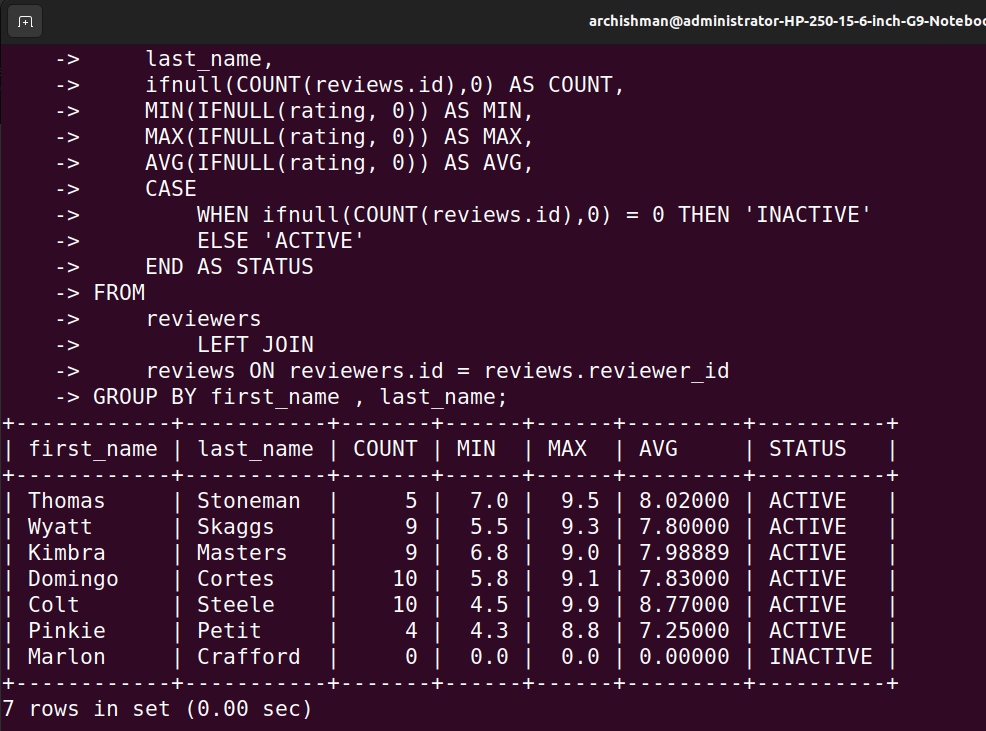 archishman@administrator-HP-250-15-6-inch-G9-Noteboo
    ->     last_name,
    ->     ifnull(COUNT(reviews.id),0) AS COUNT,
    ->     MIN(IFNULL(rating, 0)) AS MIN,
    ->     MAX(IFNULL(rating, 0)) AS MAX,
    ->     AVG(IFNULL(rating, 0)) AS AVG,
    ->     CASE
    ->         WHEN ifnull(COUNT(reviews.id),0) = 0 THEN 'INACTIVE'
    ->         ELSE 'ACTIVE'
    ->     END AS STATUS
    -> FROM
    ->     reviewers
    ->         LEFT JOIN
    ->     reviews ON reviewers.id = reviews.reviewer_id
    -> GROUP BY first_name , last_name;
+------------+-----------+-------+------+------+---------+----------+
| first_name | last_name | COUNT | MIN  | MAX  | AVG     | STATUS   |
+------------+-----------+-------+------+------+---------+----------+
| Thomas     | Stoneman  |     5 |  7.0 |  9.5 | 8.02000 | ACTIVE   |
| Wyatt      | Skaggs    |     9 |  5.5 |  9.3 | 7.80000 | ACTIVE   |
| Kimbra     | Masters   |     9 |  6.8 |  9.0 | 7.98889 | ACTIVE   |
| Domingo    | Cortes    |    10 |  5.8 |  9.1 | 7.83000 | ACTIVE   |
| Colt       | Steele    |    10 |  4.5 |  9.9 | 8.77000 | ACTIVE   |
| Pinkie     | Petit     |     4 |  4.3 |  8.8 | 7.25000 | ACTIVE   |
| Marlon     | Crafford  |     0 |  0.0 |  0.0 | 0.00000 | INACTIVE |
+------------+-----------+-------+------+------+---------+----------+
7 rows in set (0.00 sec)